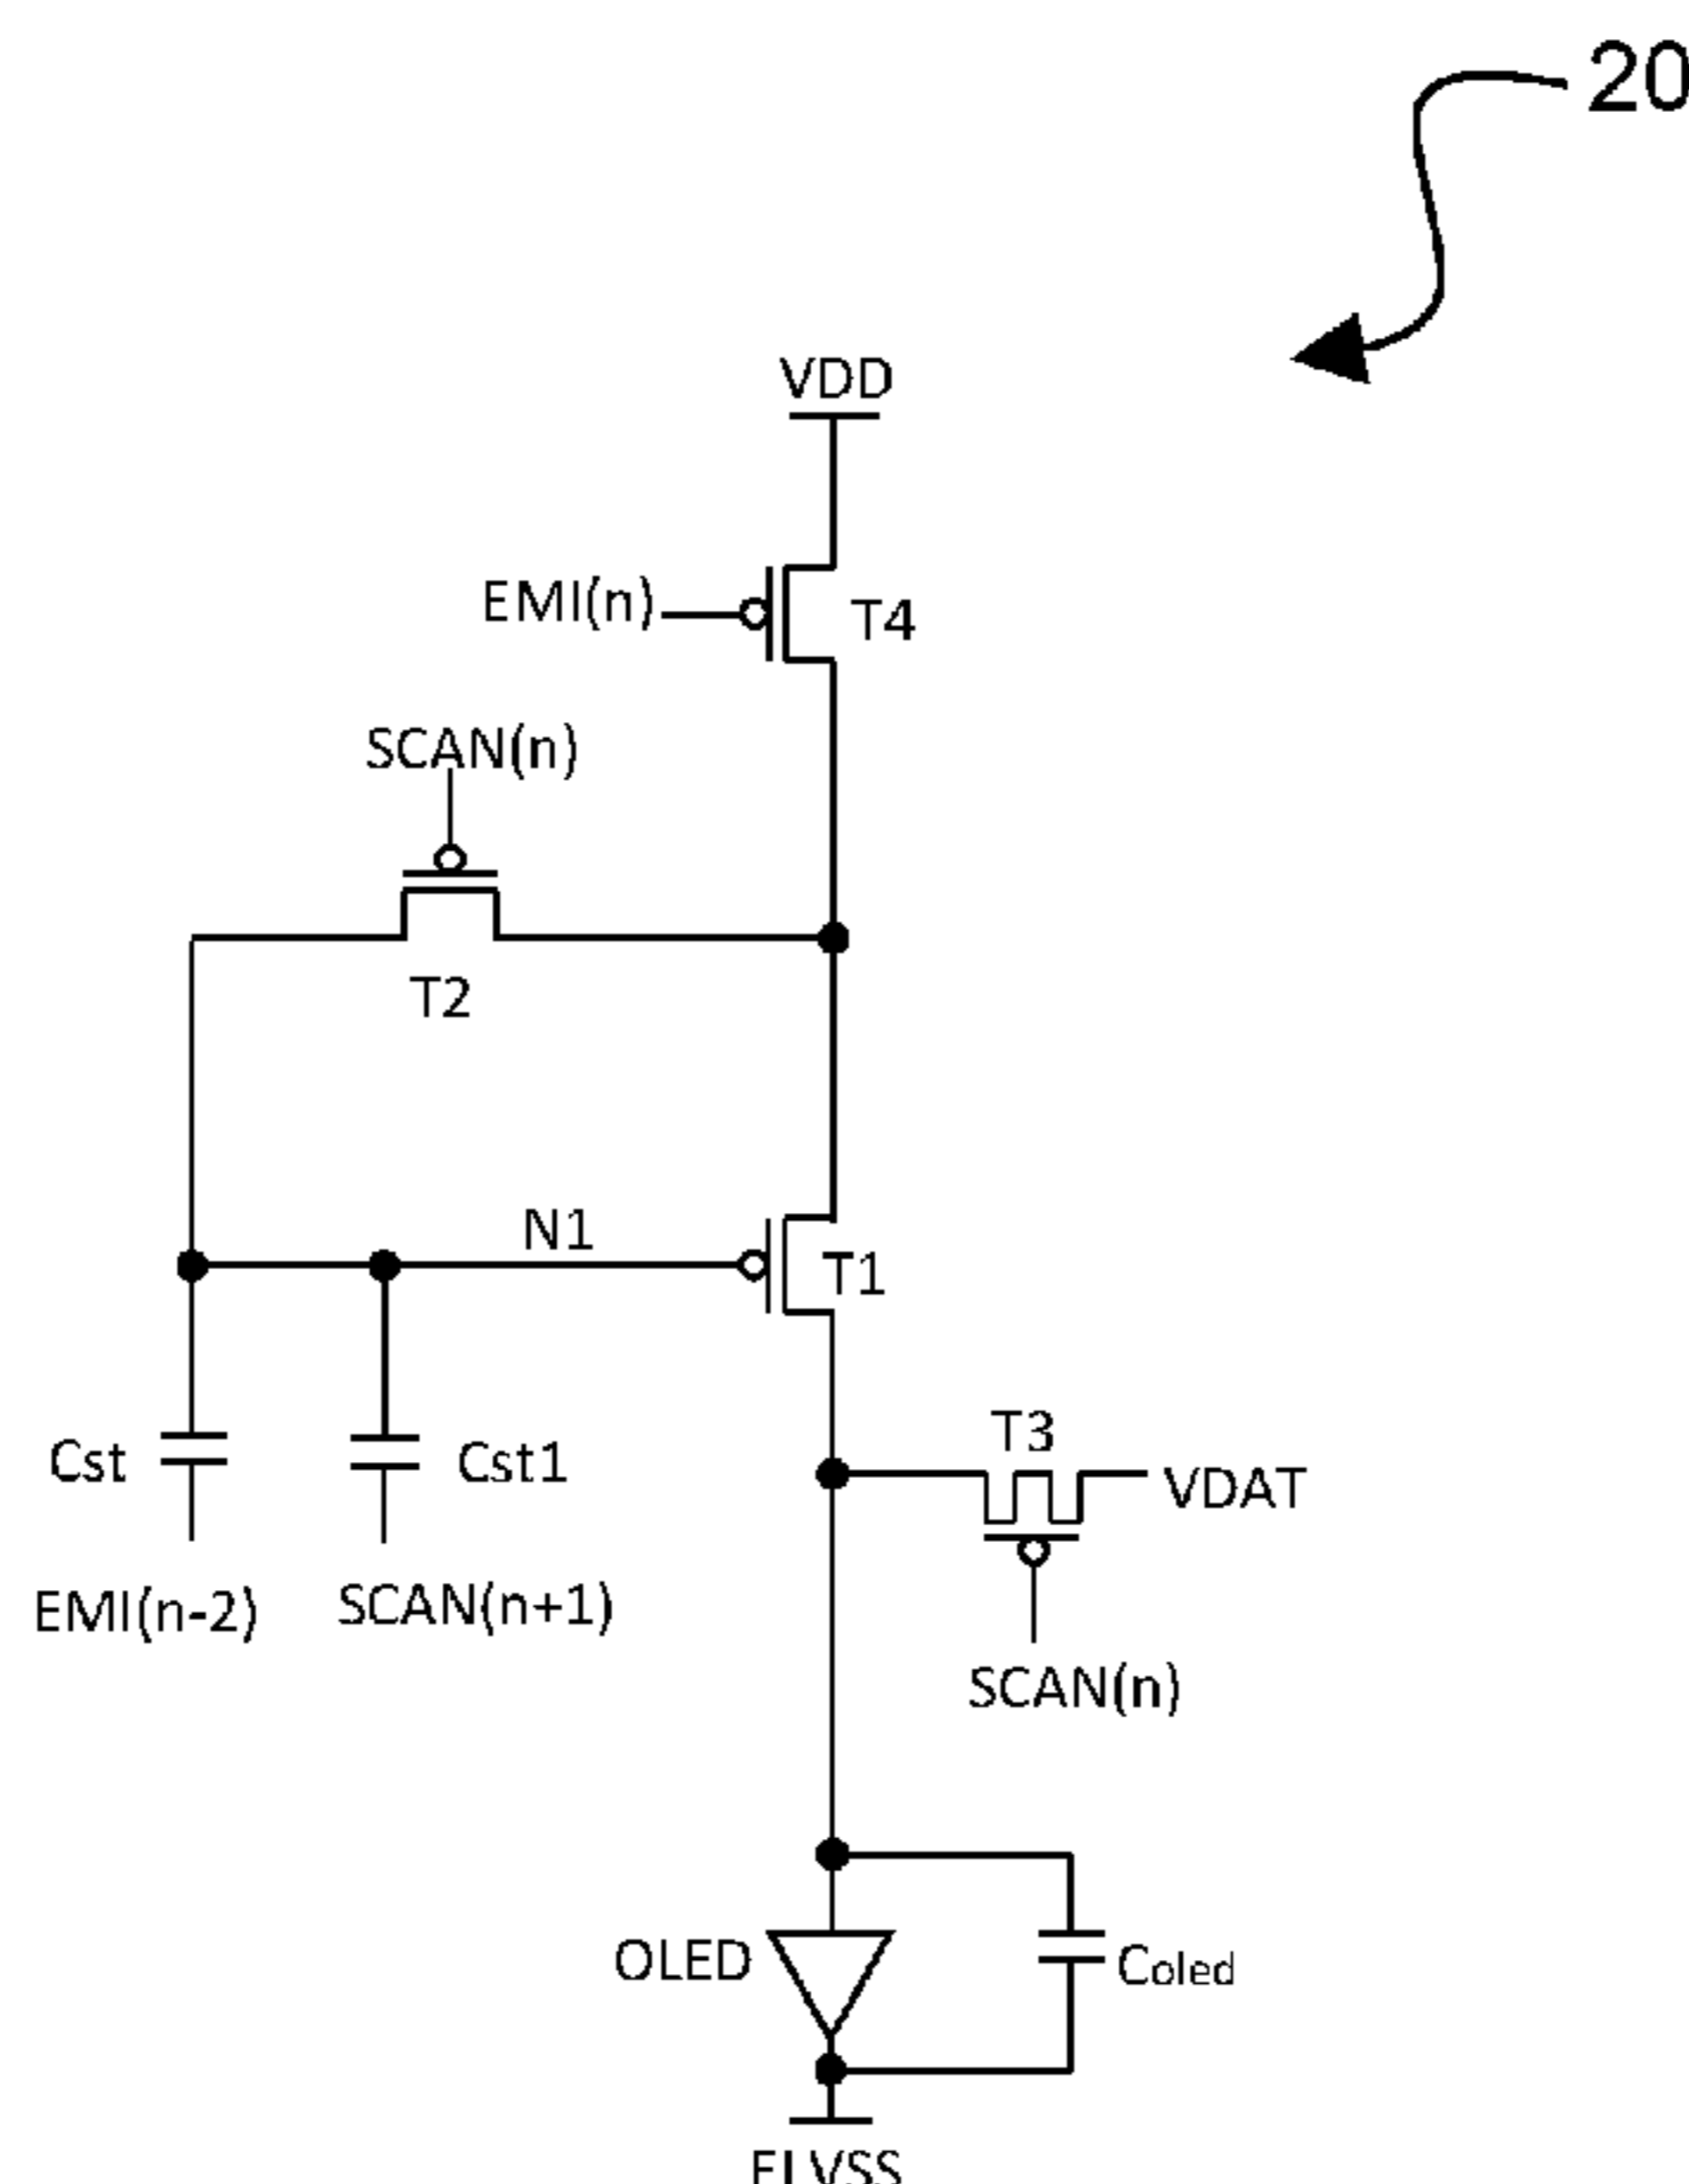 20
VDD
EMI(n)
T4
SCAN(n)
T2
N1
T1
T3
Cst
Cst1
VDAT
EMI(n-2)
SCAN(n+1)
SCAN(n)
OLED
Coled
ELVSS